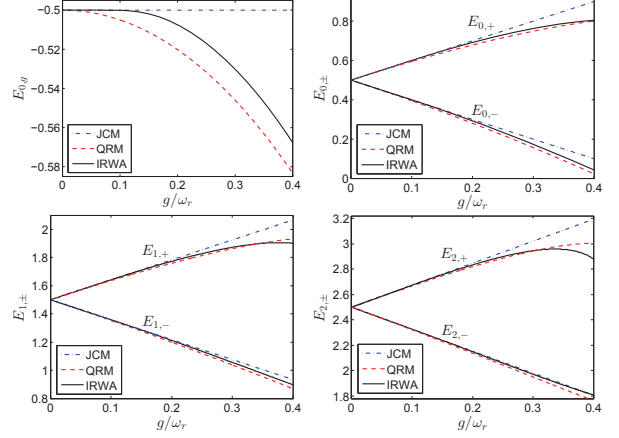 −0.5
−0.52
−0.54
−0.56
−0.58
E0,g
JCM
QRM
IRWA
0
0.1
0.2
0.3
0.4
g/ωr
0.8
0.6
0.4
0.2
0
E0,±
E0,+
E0,−
JCM
QRM
IRWA
0
0.1
0.2
0.3
0.4
g/ωr
2
1.8
1.6
1.4
1.2
1.0
0.8
E1,±
E1,+
E1,−
JCM
QRM
IRWA
0
0.1
0.2
0.3
0.4
g/ωr
3.2
3.0
2.8
2.6
2.4
2.2
2.0
1.8
E2,±
E2,+
E2,−
JCM
QRM
IRWA
0
0.1
0.2
0.3
0.4
g/ωr